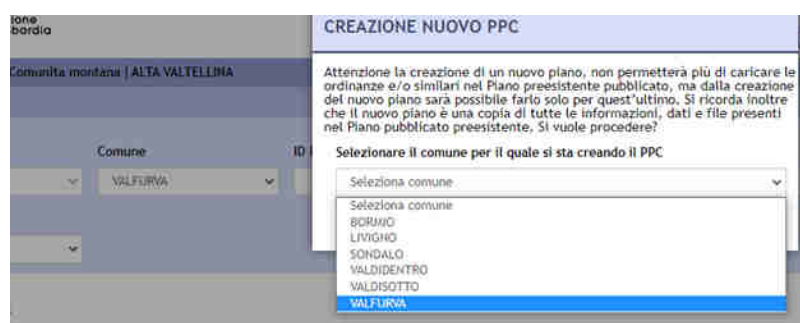 ione
bardia
CREAZIONE NUOVO PPC
Comunita montana | ALTA VALTELLINA
Attenzione la creazione di un nuovo piano, non permetterà più di caricare le
ordinanze e/o similari nel Piano preesistente pubblicato, ma dalla creazione
del nuovo piano sarà possibile farlo solo per quest'ultimo. Si ricorda inoltre
che il nuovo piano è una copia di tutte le informazioni, dati e file presenti
nel Piano pubblicato preesistente. Si vuole procedere?
Comune
ID
Selezionare il comune per il quale si sta creando il PPC
VALFURVA
Seleziona comune
Seleziona comune
BORMIO
LIVIGNO
SONDALO
VALDIDENTRO
VALDISOTTO
VALFURVA